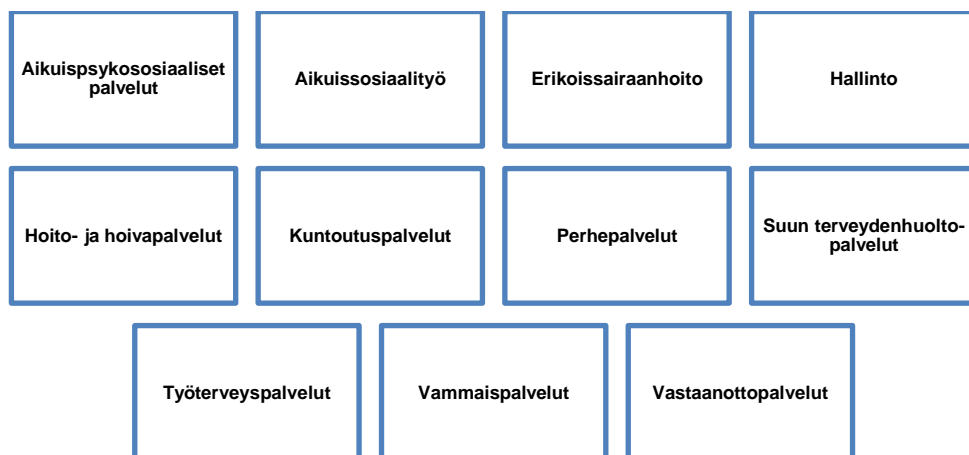 Aikuispsykososiaaliset
palvelut
Aikuissosiaalityö
Erikoissairaanhoito
Hallinto
Hoito- ja hoivapalvelut
Kuntoutuspalvelut
Perhepalvelut
Suun terveydenhuolto-
palvelut
Työterveyspalvelut
Vammaispalvelut
Vastaanottopalvelut